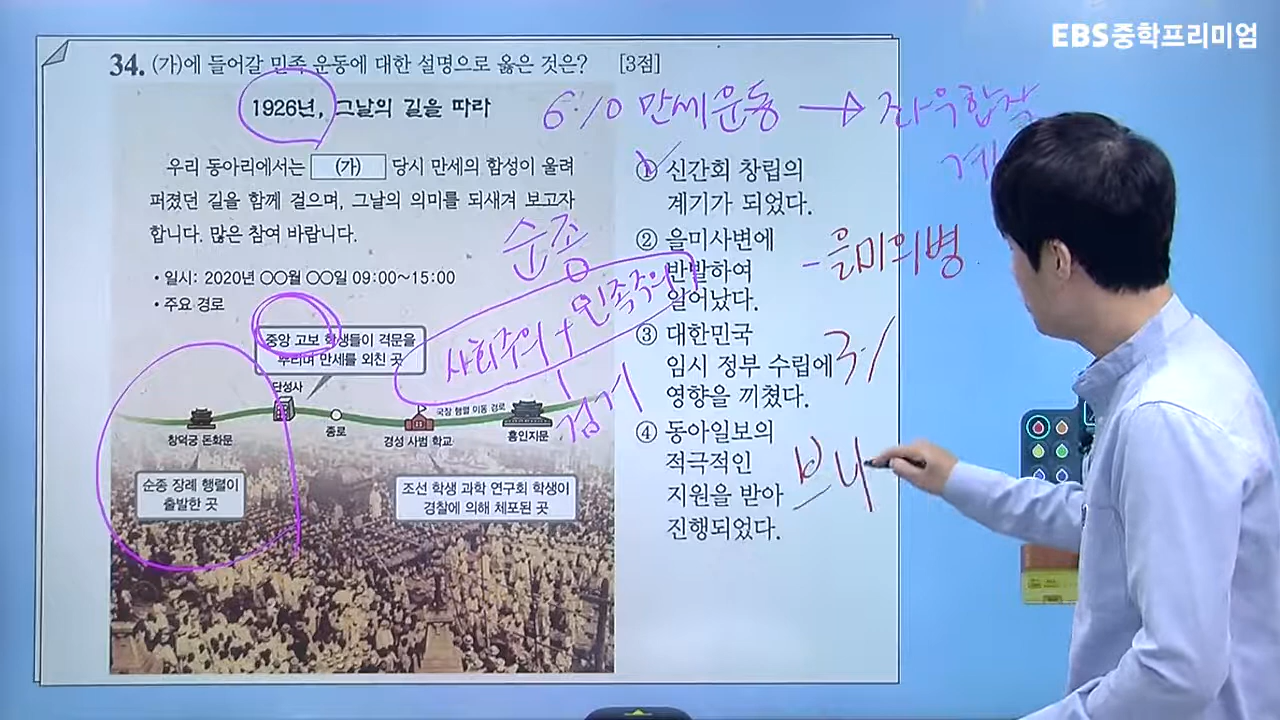 EBS중학프리미엄
34. (가)에 들어갈 민족 운동에 대한 설명으로 옳은 것은? [3점]
1926년, 그날의 길을 따라
우리 동아리에서는 (가) 당시 만세의 함성이 울려
퍼졌던 길을 함께 걸으며, 그날의 의미를 되새겨 보고자
합니다. 많은 참여 바랍니다.
• 일시: 2020년 ○○월 ○○일 09:00~15:00
• 주요 경로
중앙 고보 학생들이 격문을
뿌리며 만세를 외친 곳
단성사
국장 행렬 이동 경로
창덕궁 돈화문
종로
경성 사범 학교
흥인지문
순종 장례 행렬이
출발한 곳
조선 학생 과학 연구회 학생이
경찰에 의해 체포된 곳
① 신간회 창립의
계기가 되었다.
② 을미사변에
반발하여
일어났다.
③ 대한민국
임시 정부 수립에
영향을 끼쳤다.
④ 동아일보의
적극적인
지원을 받아
진행되었다.
6·10 만세운동 → 좌우합작
계
순종
사회주의 + 민족주의
검거
- 을미의병
3·1
브나